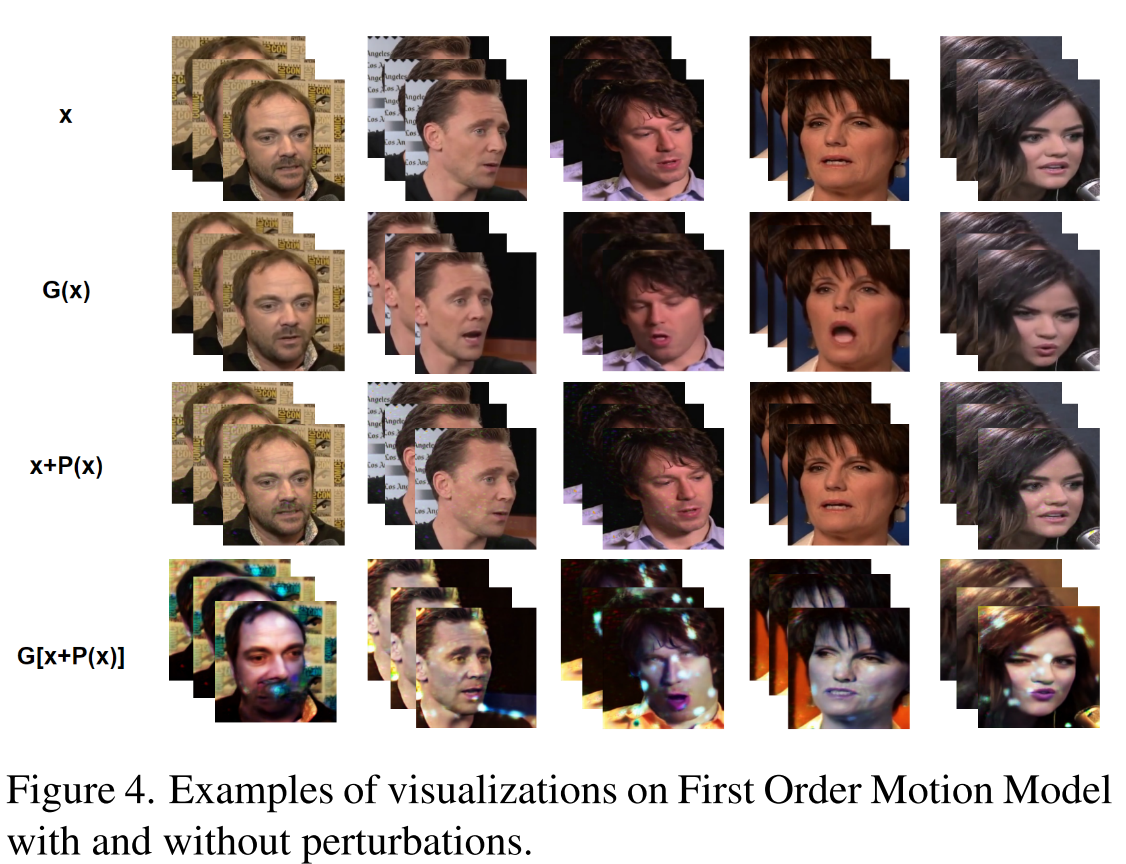 x
G(x)
x+P(x)
G[x+P(x)]
Figure 4. Examples of visualizations on First Order Motion Model
with and without perturbations.